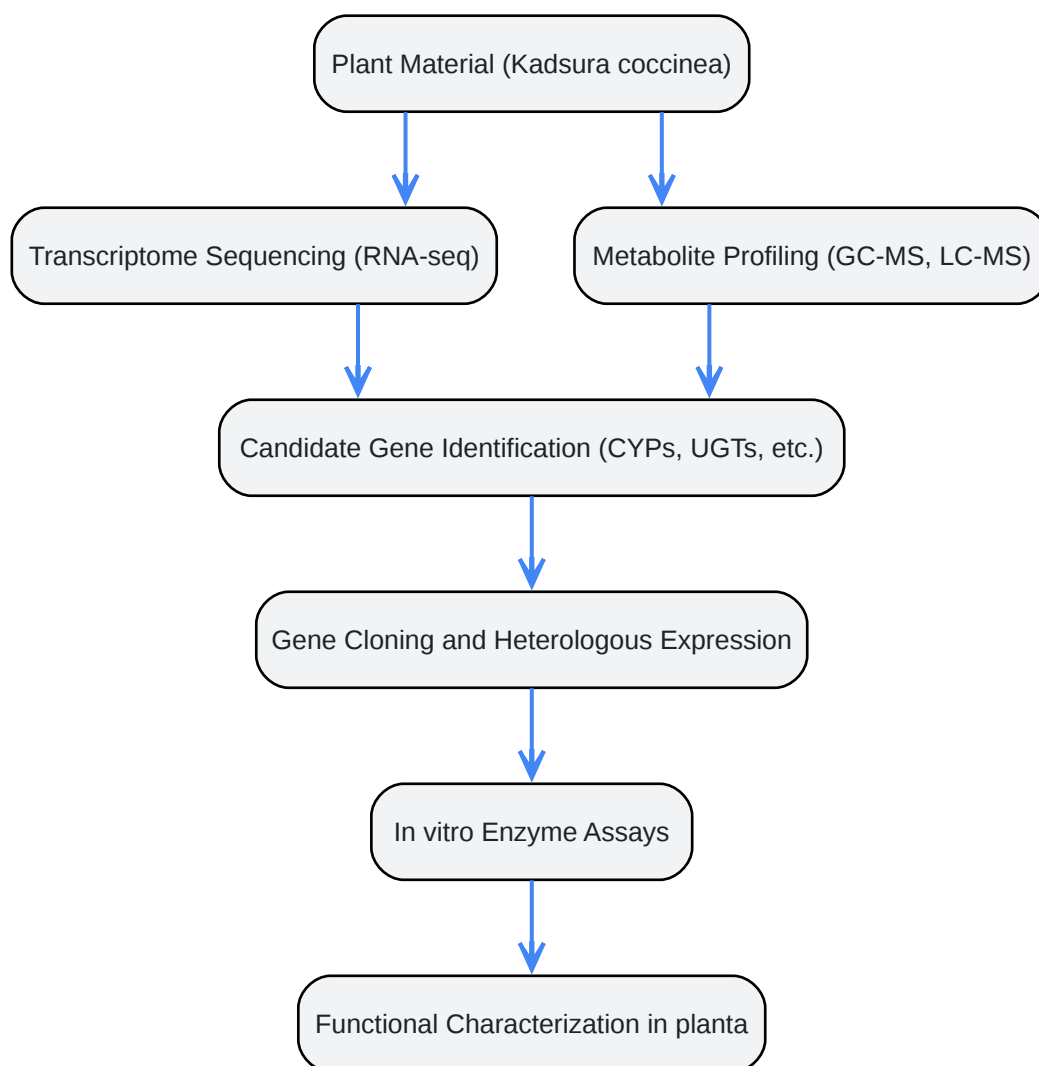 Plant Material (Kadsura coccinea)
Transcriptome Sequencing (RNA-seq)
Metabolite Profiling (GC-MS, LC-MS)
Candidate Gene Identification (CYPs, UGTs, etc.)
Gene Cloning and Heterologous Expression
In vitro Enzyme Assays
Functional Characterization in planta